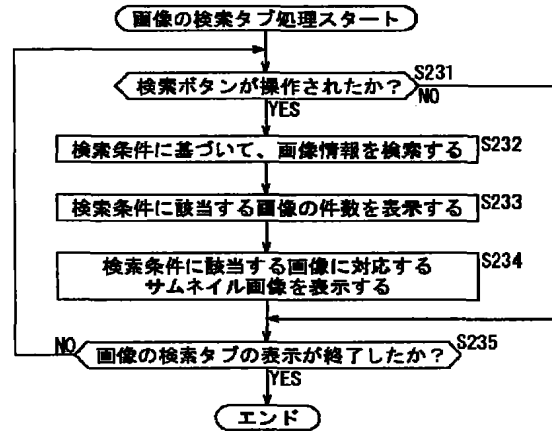 画像の検索タブ処理スタート
検索ボタンが操作されたか?
S231
NO
YES
検索条件に基づいて、画像情報を検索する
S232
検索条件に該当する画像の件数を表示する
S233
検索条件に該当する画像に対応する
サムネイル画像を表示する
S234
NO
画像の検索タブの表示が終了したか?
S235
YES
エンド